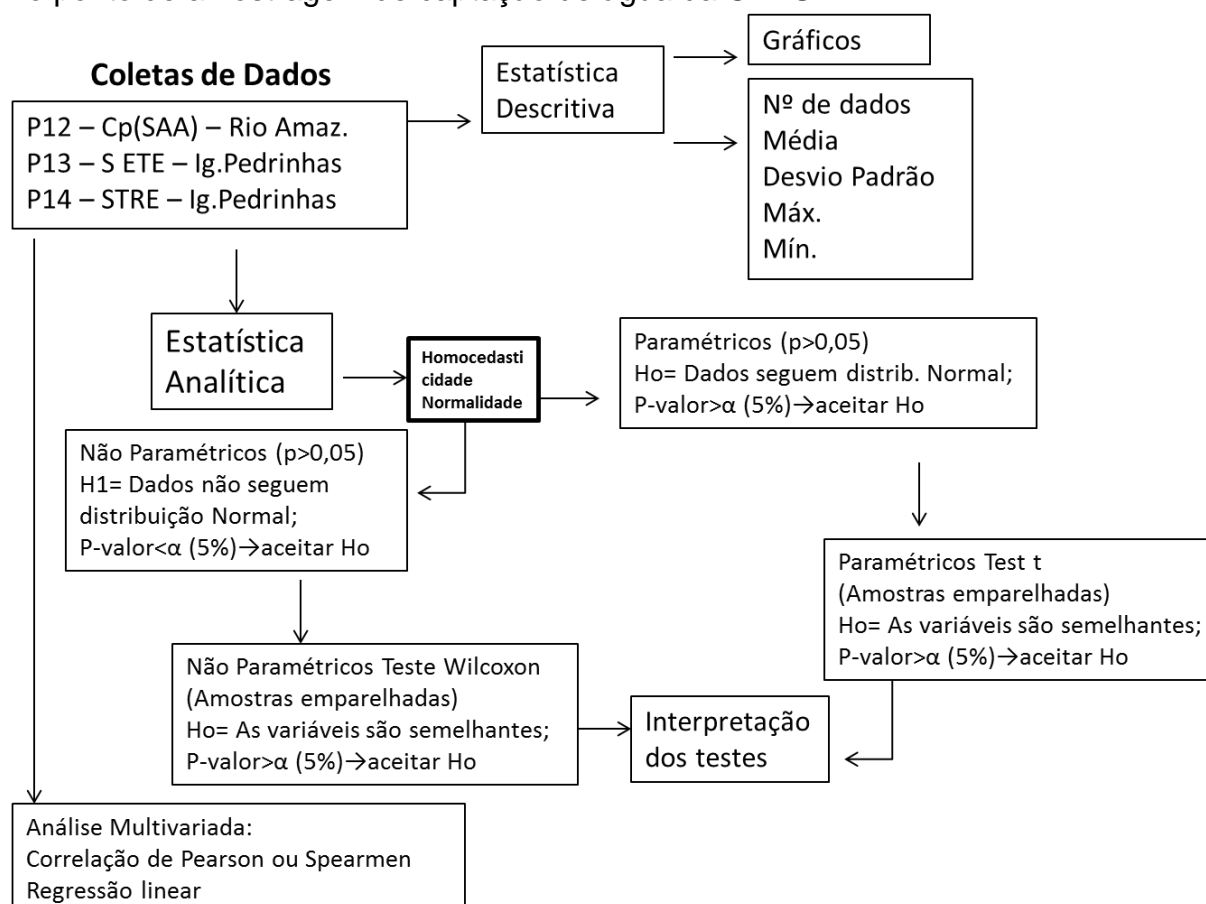 Coletas de Dados
P12 – Cp(SAA) – Rio Amaz.
P13 – S ETE – Ig.Pedrinhas
P14 – STRE – Ig.Pedrinhas
Estatística
Descritiva
Gráficos
Nº de dados
Média
Desvio Padrão
Máx.
Mín.
Estatística
Analítica
Homocedasti
cidade
Normalidade
Paramétricos (p>0,05)
Ho= Dados seguem distrib. Normal;
P-valor>α (5%)→aceitar Ho
Não Paramétricos (p>0,05)
H1= Dados não seguem
distribuição Normal;
P-valor<α (5%)→aceitar Ho
Paramétricos Test t
(Amostras emparelhadas)
Ho= As variáveis são semelhantes;
P-valor>α (5%)→aceitar Ho
Não Paramétricos Teste Wilcoxon
(Amostras emparelhadas)
Ho= As variáveis são semelhantes;
P-valor>α (5%)→aceitar Ho
Interpretação
dos testes
Análise Multivariada:
Correlação de Pearson ou Spearmen
Regressão linear